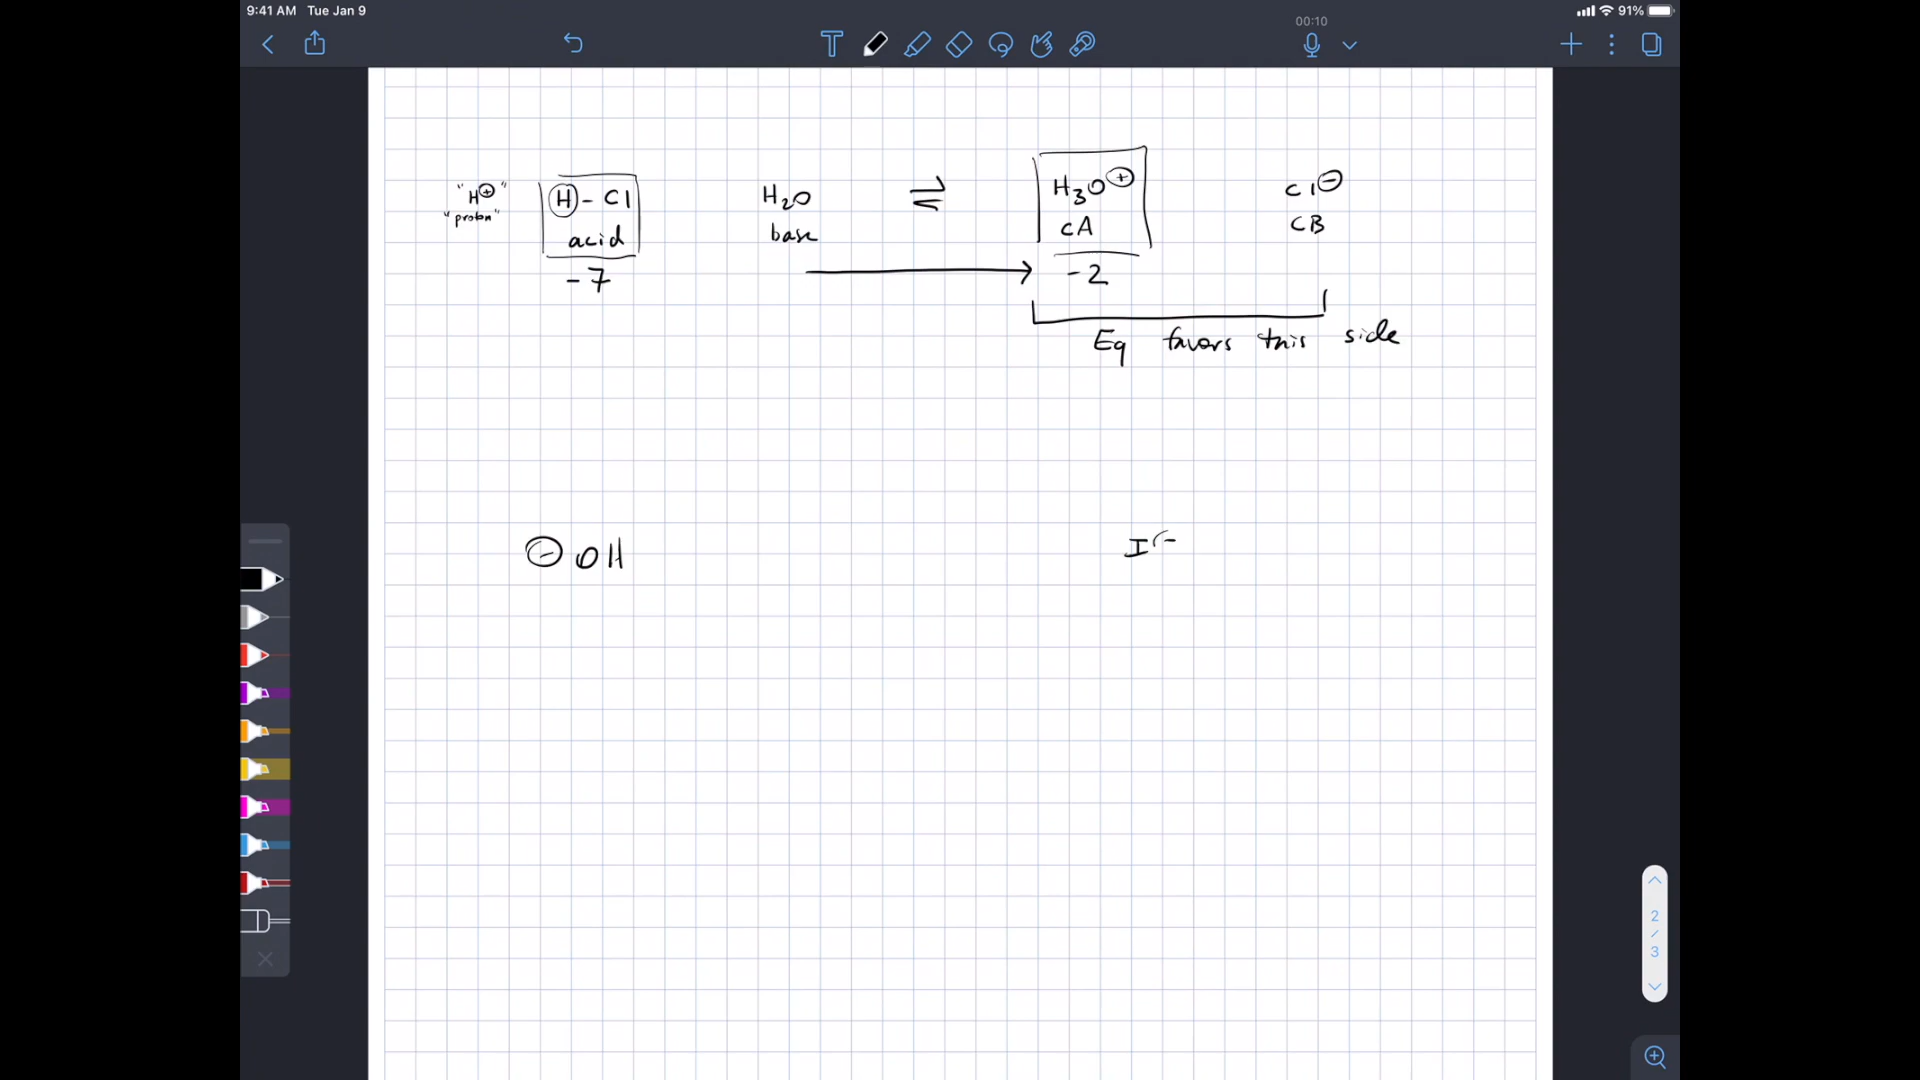 9:41 AM Tue Jan 9
91%
00:10
"H⊕"
"proton"
H - Cl
acid
-7
H₂O
base
⇌
H₃O⊕
cA
-2
Cl⊖
CB
Eq favors this side
⊖OH
I
2
/
3